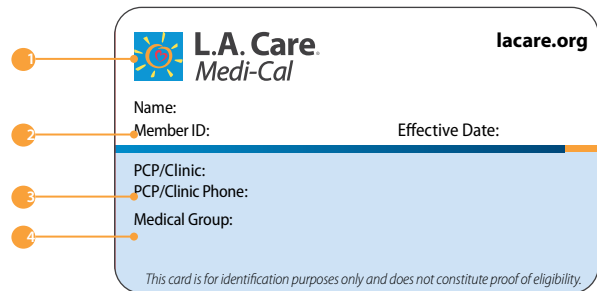 1
L.A. Care®
lacare.org
Medi-Cal
Name:
2
Member ID:
Effective Date:
PCP/Clinic:
3
PCP/Clinic Phone:
Medical Group:
4
This card is for identification purposes only and does not constitute proof of eligibility.